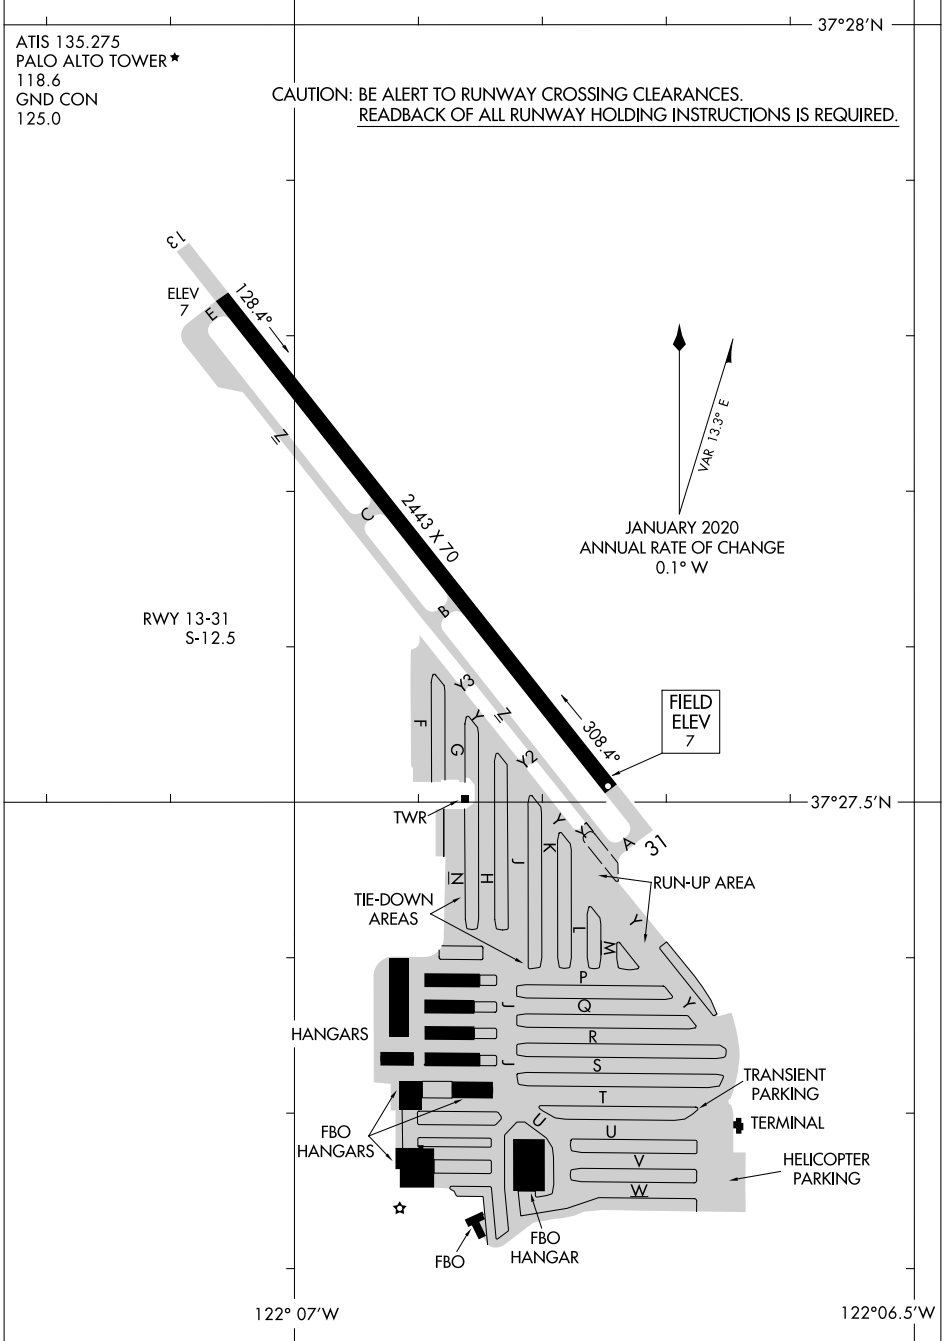 37°28'N
ATIS 135.275
PALO ALTO TOWER
118.6
GND CON
125.0
CAUTION: BE ALERT TO RUNWAY CROSSING CLEARANCES.
READBACK OF ALL RUNWAY HOLDING INSTRUCTIONS IS REQUIRED.
13
ELEV
7
E
128.4°
VAR 13.3° E
Z
C
2443 X 70
JANUARY 2020
ANNUAL RATE OF CHANGE
0.1° W
B
RWY 13-31
S-12.5
Y3
Z
F
G
Y
Y2
308.4°
FIELD
ELEV
7
37°27.5'N
TWR
Y
Y1
A
31
K
J
N
H
RUN-UP AREA
TIE-DOWN
AREAS
L
M
Y
P
Y
J
Q
HANGARS
R
J
S
T
TRANSIENT
PARKING
U
U
TERMINAL
FBO
HANGARS
V
HELICOPTER
PARKING
W
FBO
HANGAR
FBO
122° 07'W
122°06.5'W